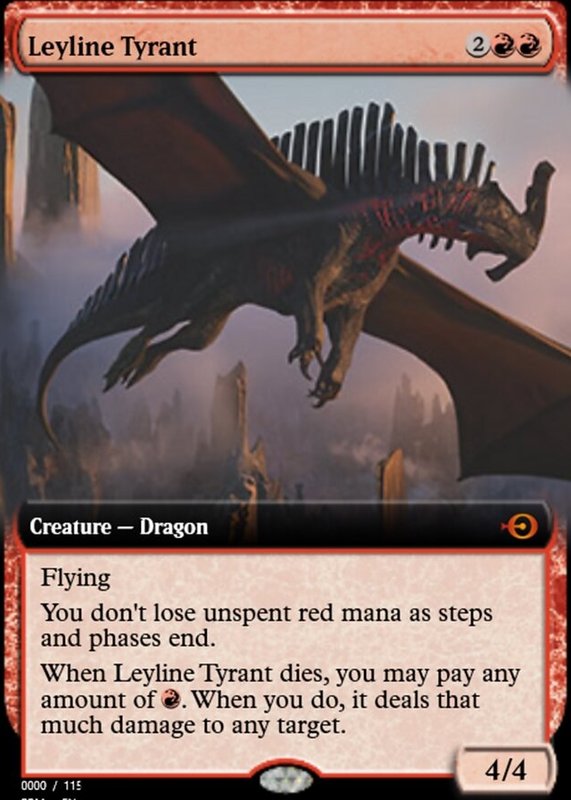 Leyline Tyrant 2
Creature — Dragon
Flying
You don't lose unspent red mana as steps
and phases end.
When Leyline Tyrant dies, you may pay any
amount of . When you do, it deals that
much damage to any target.
4/4
0000 / 115